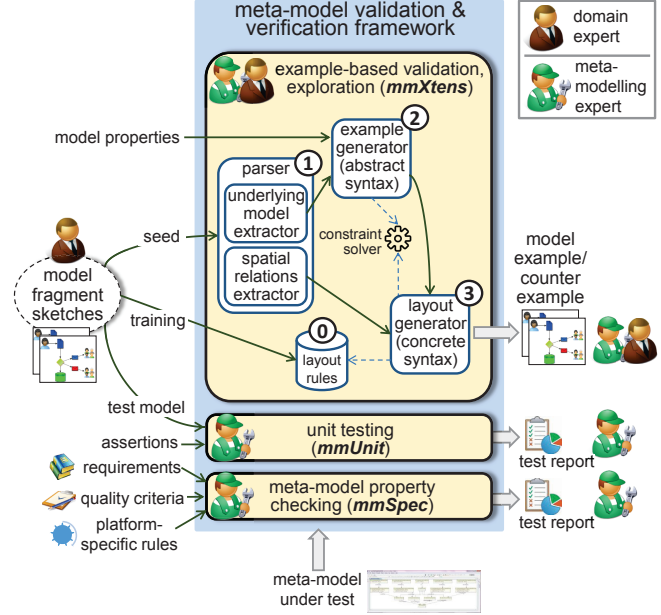 meta-model validation &
verification framework
domain
expert
meta-
modelling
expert
example-based validation,
exploration (mmXtens)
model properties
2
example
generator
(abstract
syntax)
1
parser
underlying
model
extractor
spatial
relations
extractor
seed
constraint
solver
model
fragment
sketches
training
0
layout
rules
3
layout
generator
(concrete
syntax)
model
example/
counter
example
test model
assertions
unit testing
(mmUnit)
test report
requirements
quality criteria
platform-
specific rules
meta-model property
checking (mmSpec)
test report
meta-model
under test